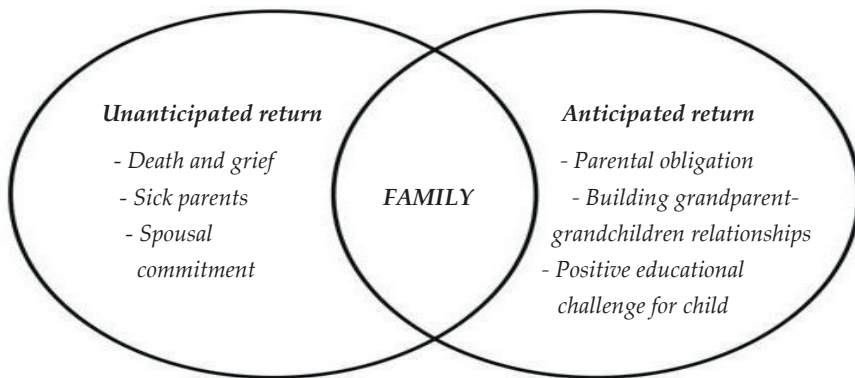 Unanticipated return
- Death and grief
- Sick parents
- Spousal
commitment
FAMILY
Anticipated return
- Parental obligation
- Building grandparent-
grandchildren relationships
- Positive educational
challenge for child